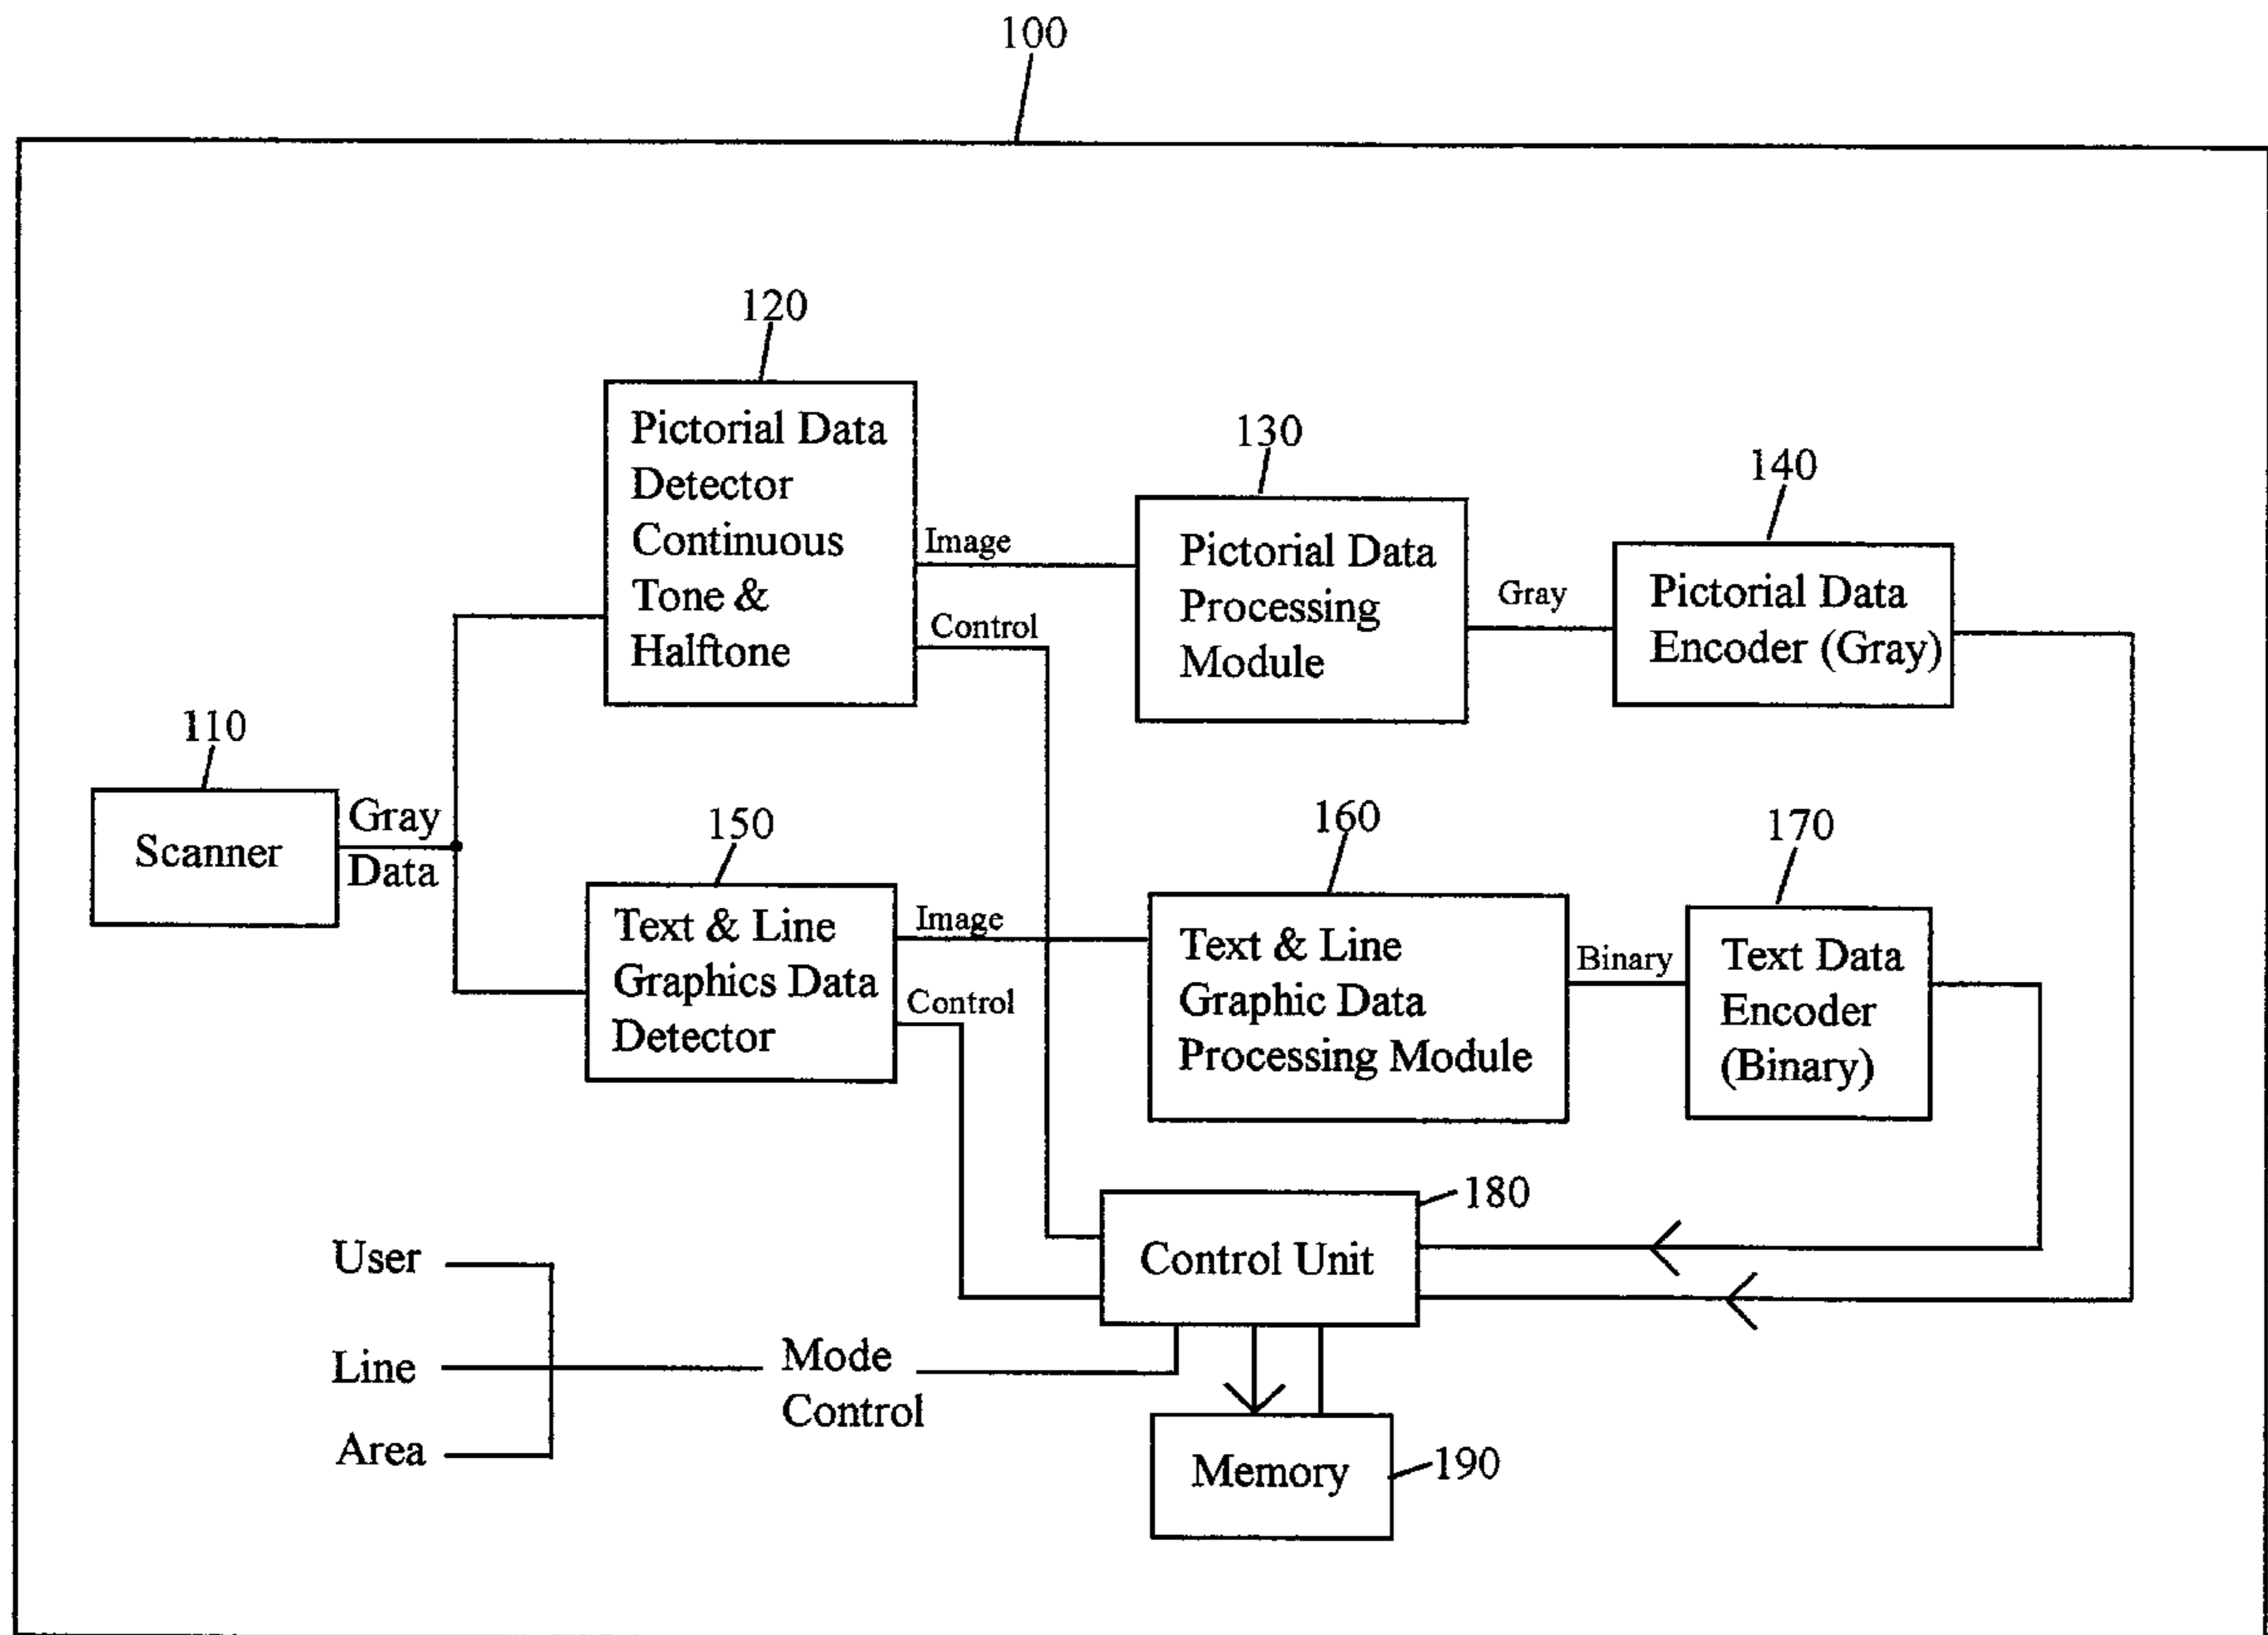 100
120
Pictorial Data
Detector
Continuous
Tone &
Halftone
Image
Control
130
Pictorial Data
Processing
Module
Gray
140
Pictorial Data
Encoder (Gray)
110
Scanner
Gray
Data
150
Text & Line
Graphics Data
Detector
Image
Control
160
Text & Line
Graphic Data
Processing Module
Binary
170
Text Data
Encoder
(Binary)
180
Control Unit
User
Line
Area
Mode
Control
Memory
190